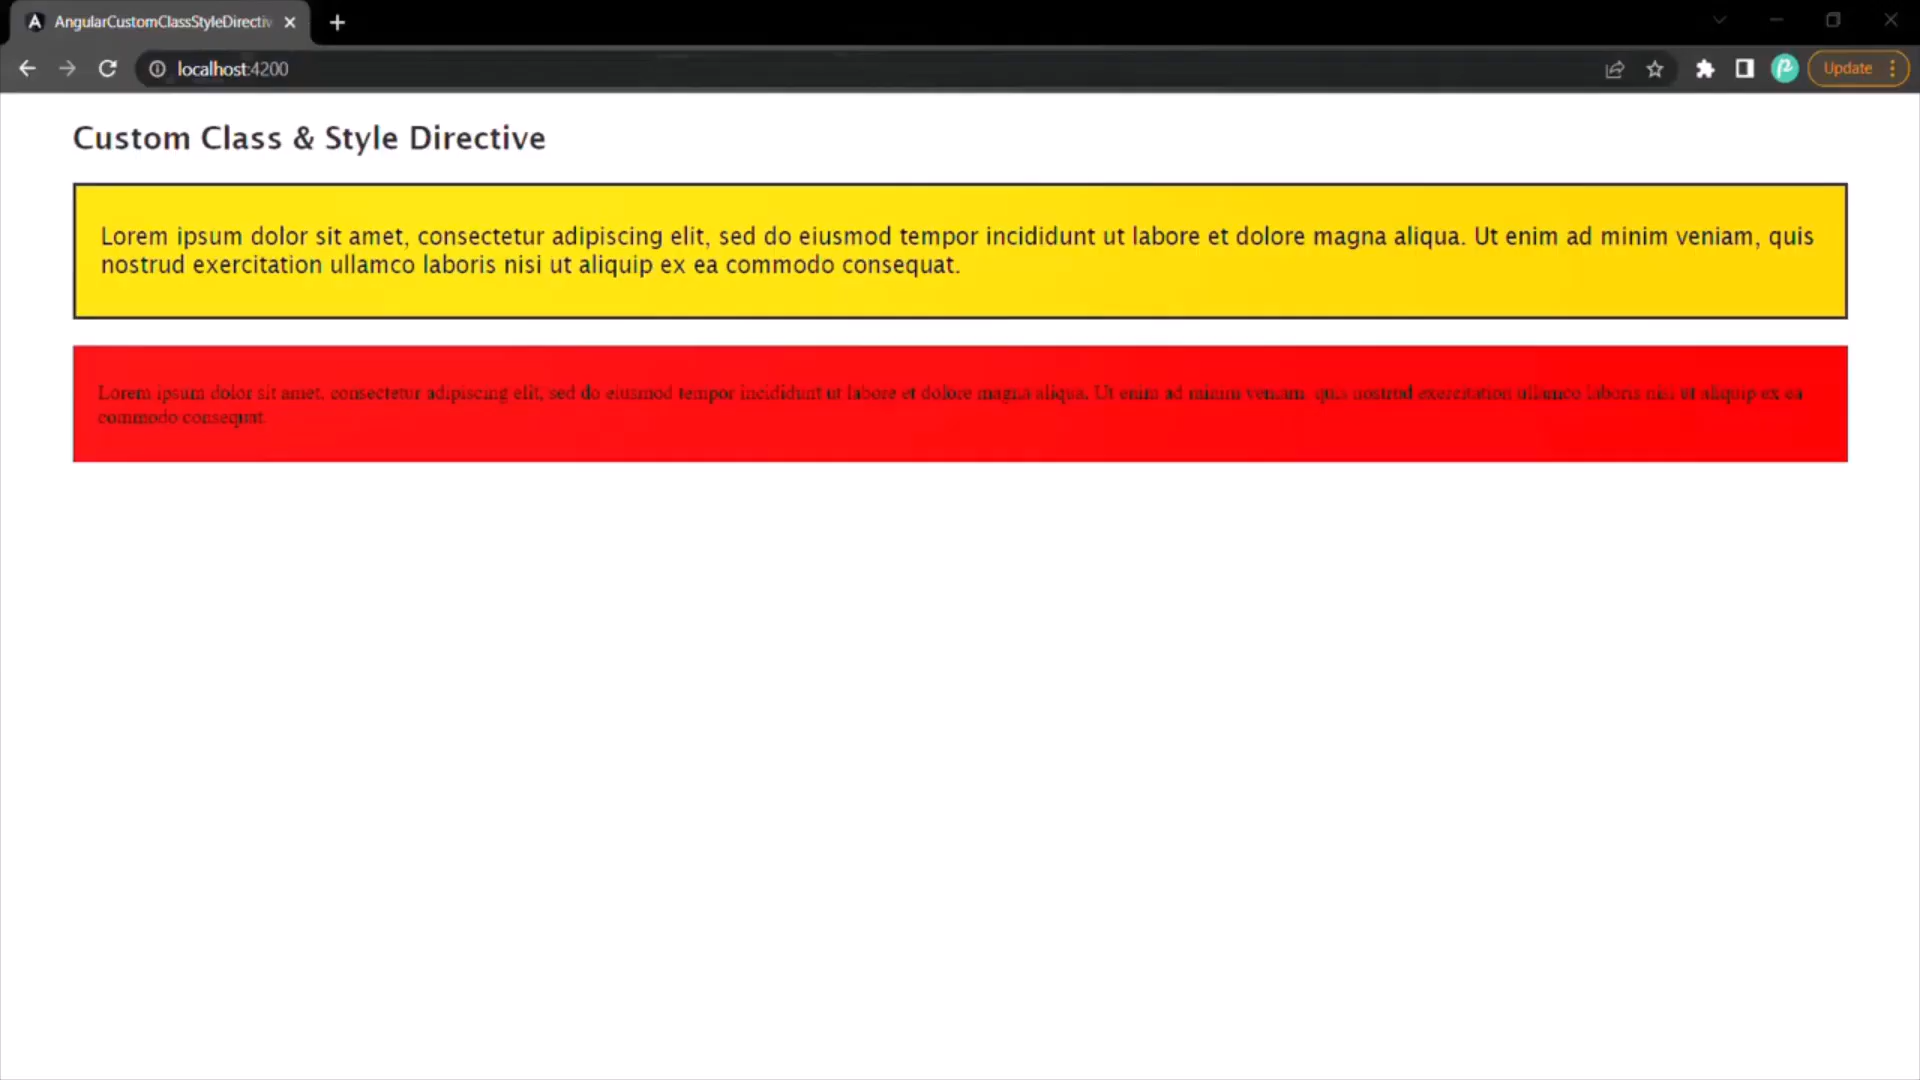 AngularCustomClassStyleDirectiv
localhost:4200
Update
Custom Class & Style Directive
Lorem ipsum dolor sit amet, consectetur adipiscing elit, sed do eiusmod tempor incididunt ut labore et dolore magna aliqua. Ut enim ad minim veniam, quis
nostrud exercitation ullamco laboris nisi ut aliquip ex ea commodo consequat.
Lorem ipsum dolor sit amet, consectetur adipiscing elit, sed do eiusmod tempor incididunt ut labore et dolore magna aliqua. Ut enim ad minim veniam, quis nostrud exercitation ullamco laboris nisi ut aliquip ex ea
commodo consequat.